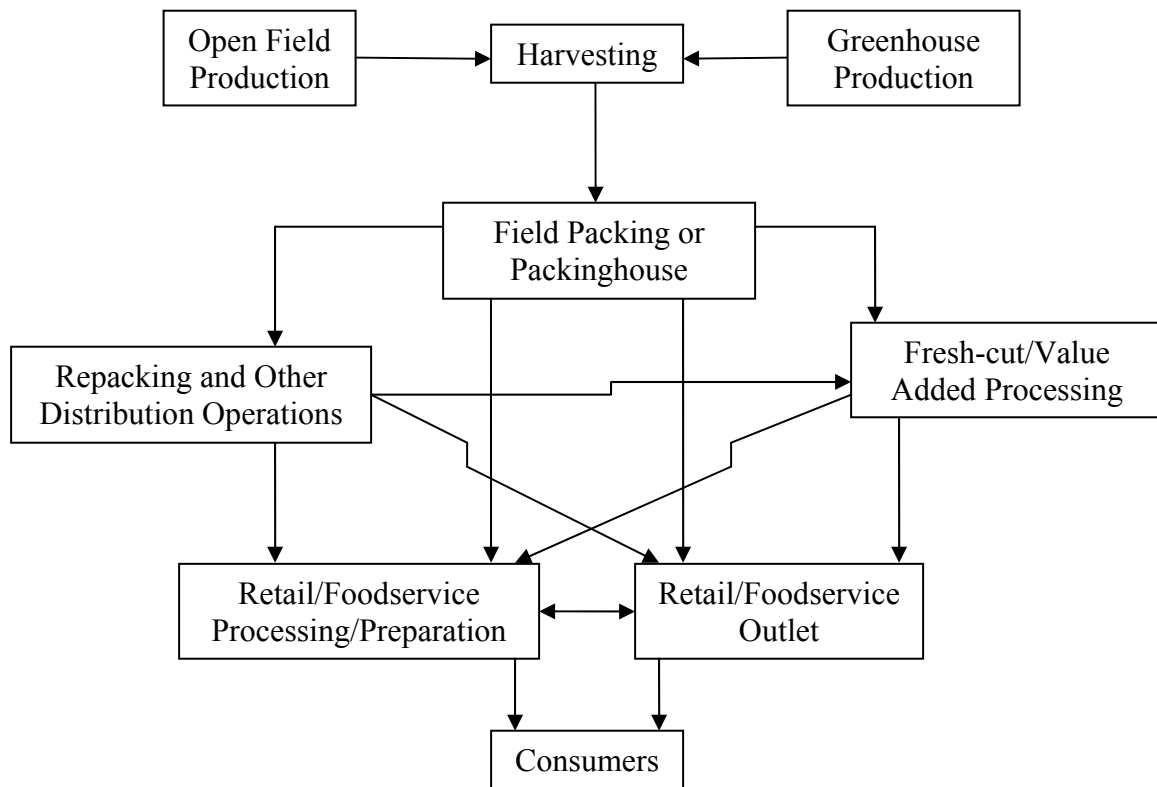 Open Field
Production
Harvesting
Greenhouse
Production
Field Packing or
Packinghouse
Repacking and Other
Distribution Operations
Fresh-cut/Value
Added Processing
Retail/Foodservice
Processing/Preparation
Retail/Foodservice
Outlet
Consumers